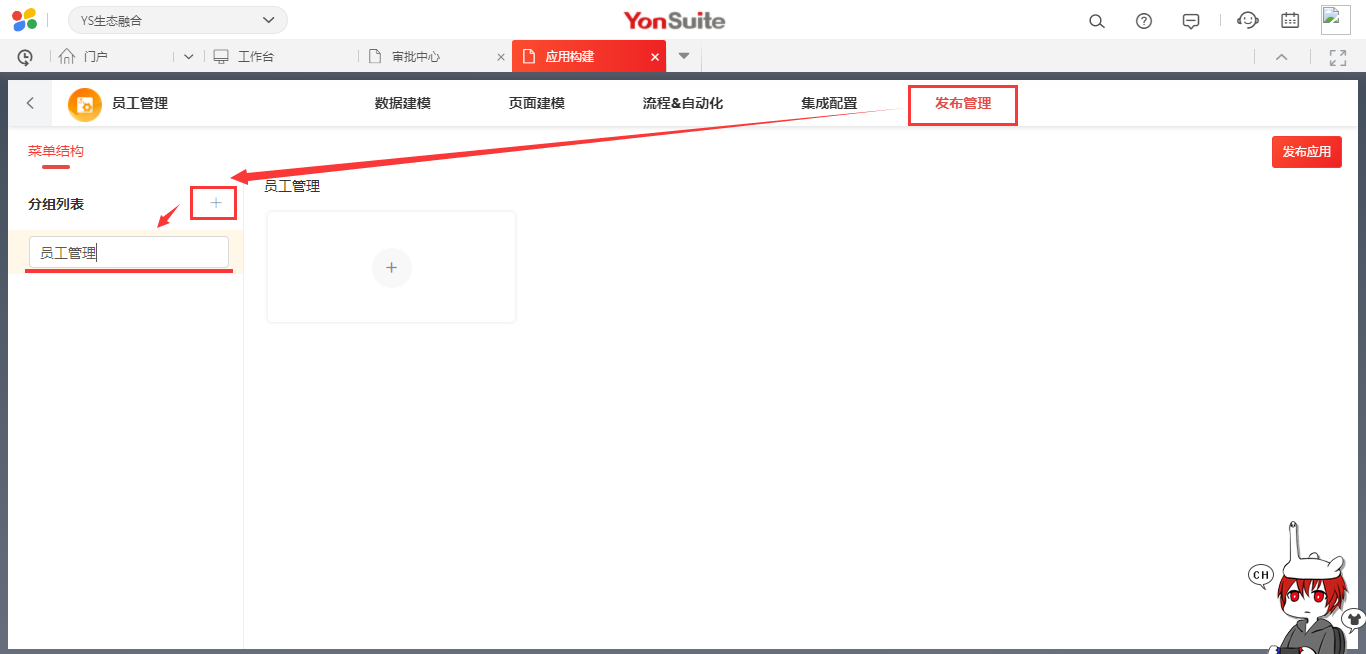 YS生态融合
YonSuite
门户
工作台
审批中心
应用构建
员工管理
数据建模
页面建模
流程&自动化
集成配置
发布管理
菜单结构
发布应用
分组列表
员工管理
员工管理
CH